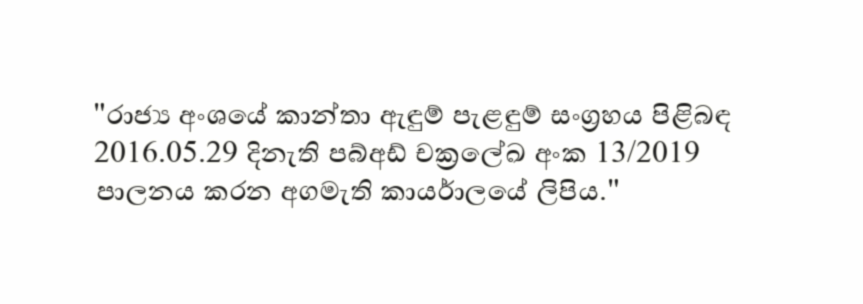 "රාජ්‍ය අංශයේ කාන්තා ඇඳුම් පැළඳුම් සංග්‍රහය පිළිබඳ
2016.05.29 දිනැති පබ්අඩ් චක්‍රලේඛ අංක 13/2019
පාලනය කරන අගමැති කාර්යාලයේ ලිපිය."